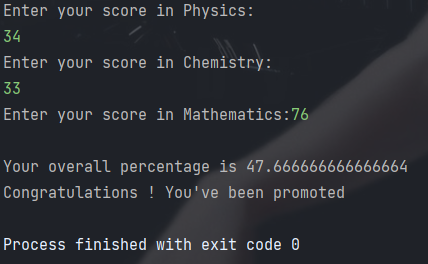 Enter your score in Physics:
34
Enter your score in Chemistry:
33
Enter your score in Mathematics:76
Your overall percentage is 47.666666666666664
Congratulations ! You've been promoted
Process finished with exit code 0